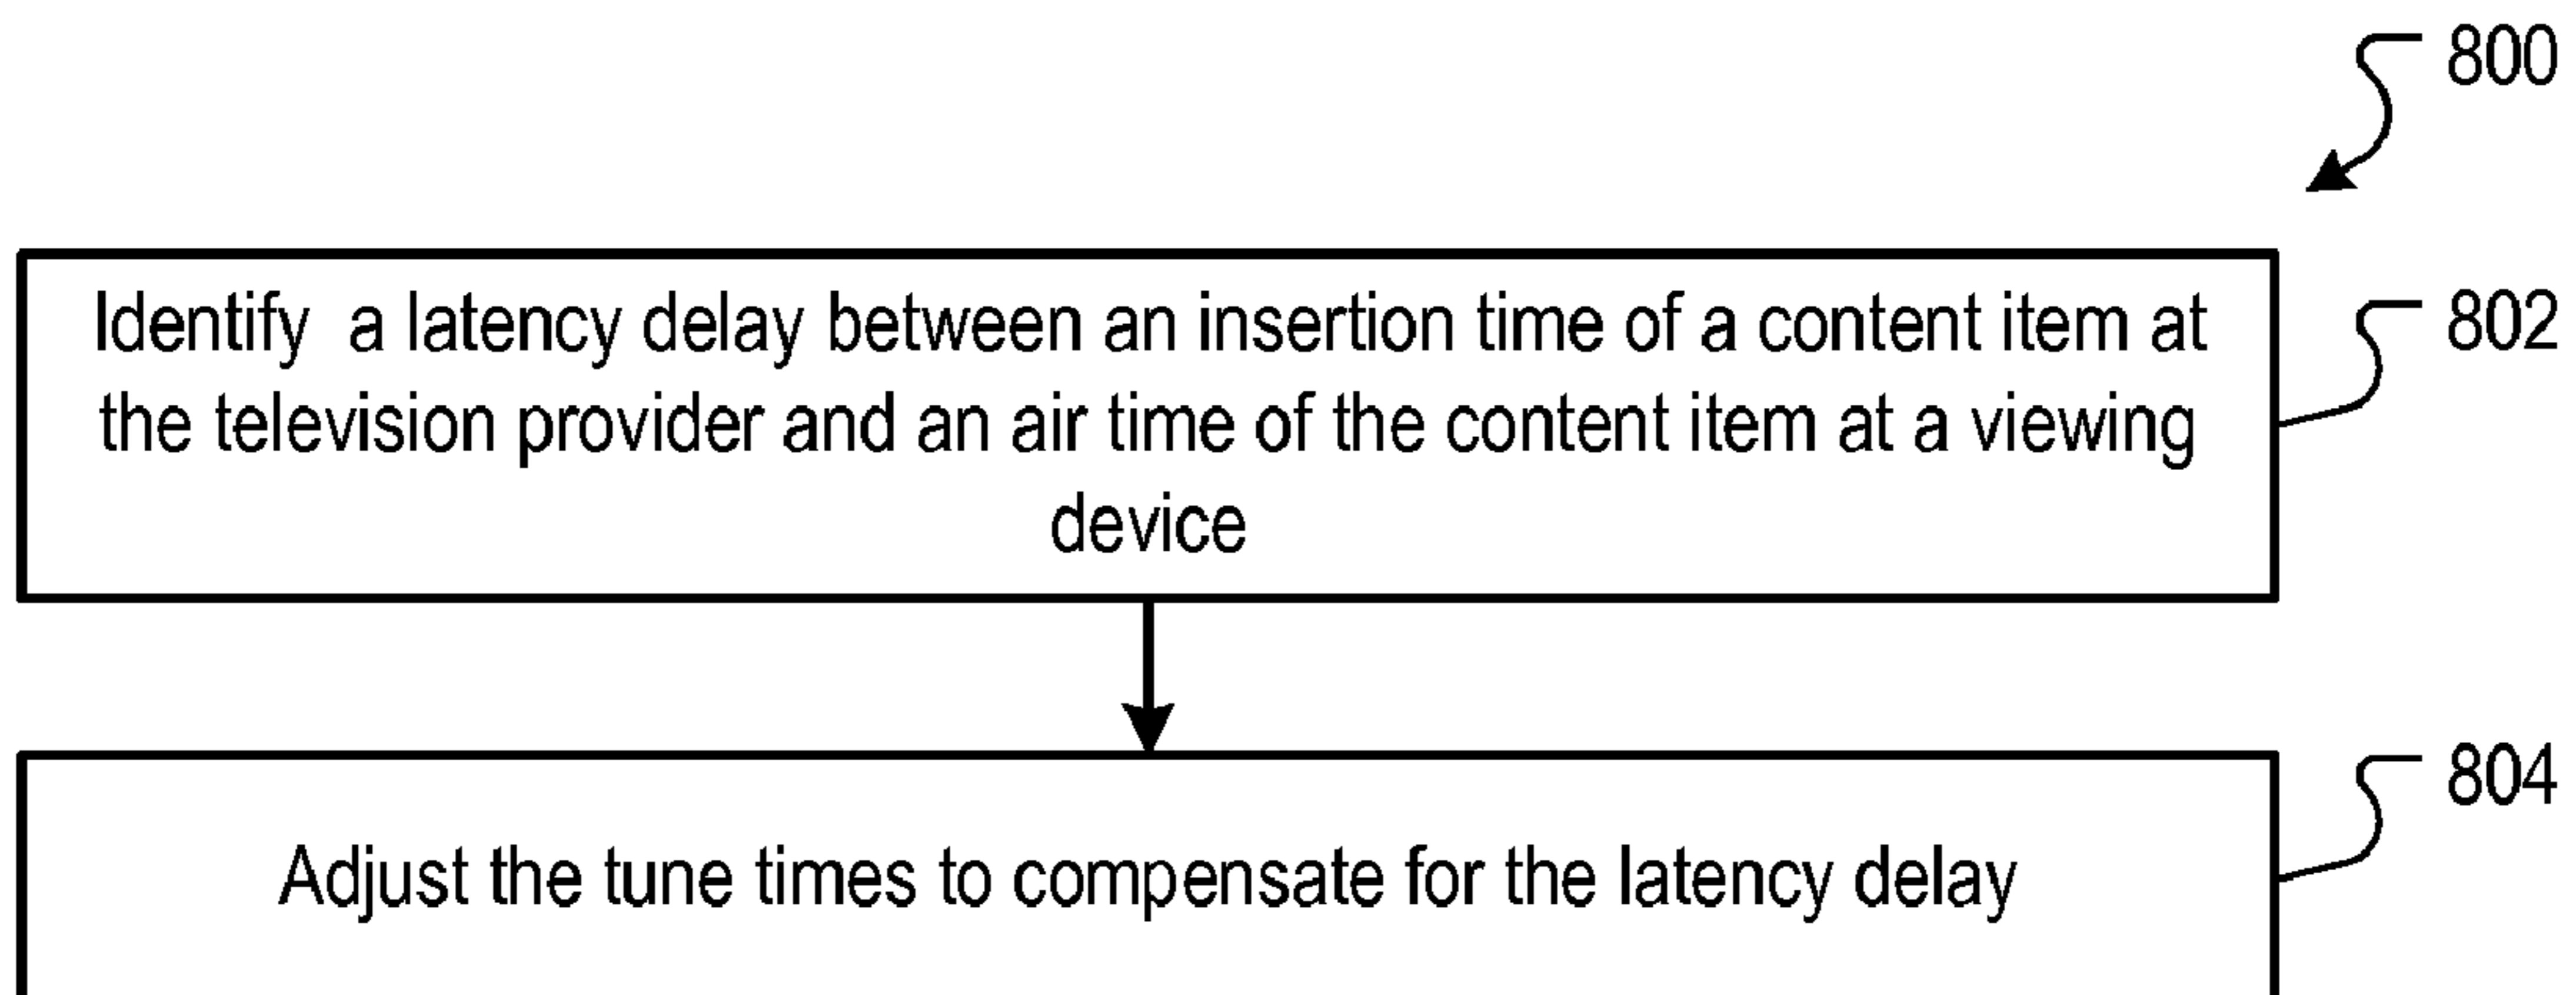 800
Identify  a latency delay between an insertion time of a content item at
802
the television provider and an air time of the content item at a viewing
device
804
Adjust the tune times to compensate for the latency delay